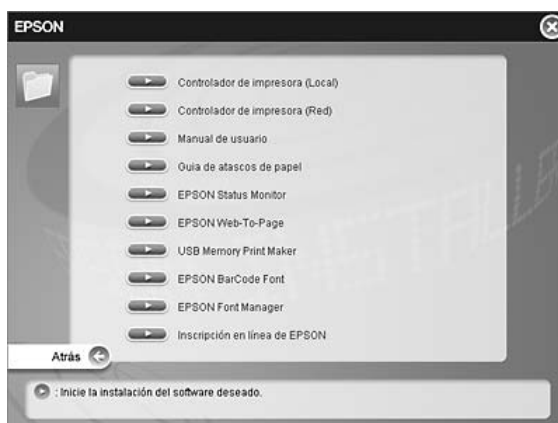 EPSON
Controlador de impresora (Local)
Controlador de impresora (Red)
Manual de usuario
Guia de atascos de papel
EPSON Status Monitor
EPSON Web-To-Page
USB Memory Print Maker
EPSON BarCode Font
EPSON Font Manager
Inscripción en línea de EPSON
Atrás
: Inicie la instalación del software deseado.